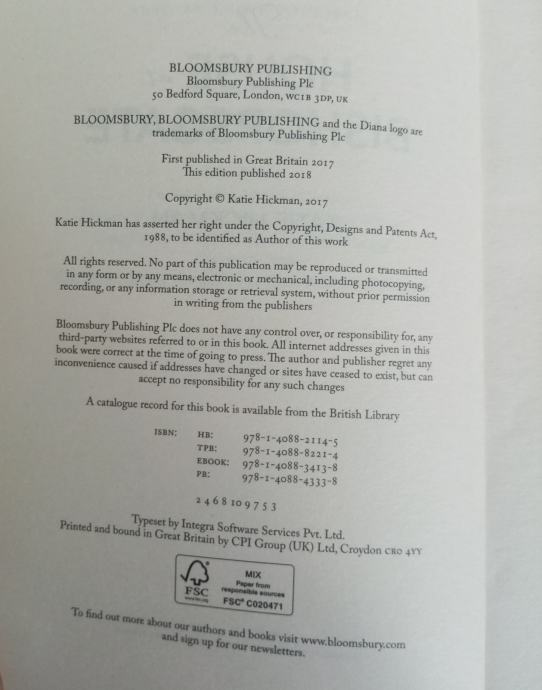 BLOOMSBURY PUBLISHING
Bloomsbury Publishing Plc
50 Bedford Square, London, WC1B 3DP, UK
BLOOMSBURY, BLOOMSBURY PUBLISHING and the Diana logo are
trademarks of Bloomsbury Publishing Plc
First published in Great Britain 2017
This edition published 2018
Copyright © Katie Hickman, 2017
Katie Hickman has asserted her right under the Copyright, Designs and Patents Act,
1988, to be identified as Author of this work
All rights reserved. No part of this publication may be reproduced or transmitted
in any form or by any means, electronic or mechanical, including photocopying,
recording, or any information storage or retrieval system, without prior permission
in writing from the publishers
Bloomsbury Publishing Plc does not have any control over, or responsibility for, any
third-party websites referred to or in this book. All internet addresses given in this
book were correct at the time of going to press. The author and publisher regret any
inconvenience caused if addresses have changed or sites have ceased to exist, but can
accept no responsibility for any such changes
A catalogue record for this book is available from the British Library
ISBN: HB: 978-1-4088-2114-5
TPB: 978-1-4088-8221-4
EBOOK: 978-1-4088-3413-8
PB: 978-1-4088-4333-8
2 4 6 8 10 9 7 5 3
Typeset by Integra Software Services Pvt. Ltd.
Printed and bound in Great Britain by CPI Group (UK) Ltd, Croydon CR0 4YY
MIX
Paper from
responsible sources
FSC
www.fsc.org
FSC® C020471
To find out more about our authors and books visit www.bloomsbury.com
and sign up for our newsletters.